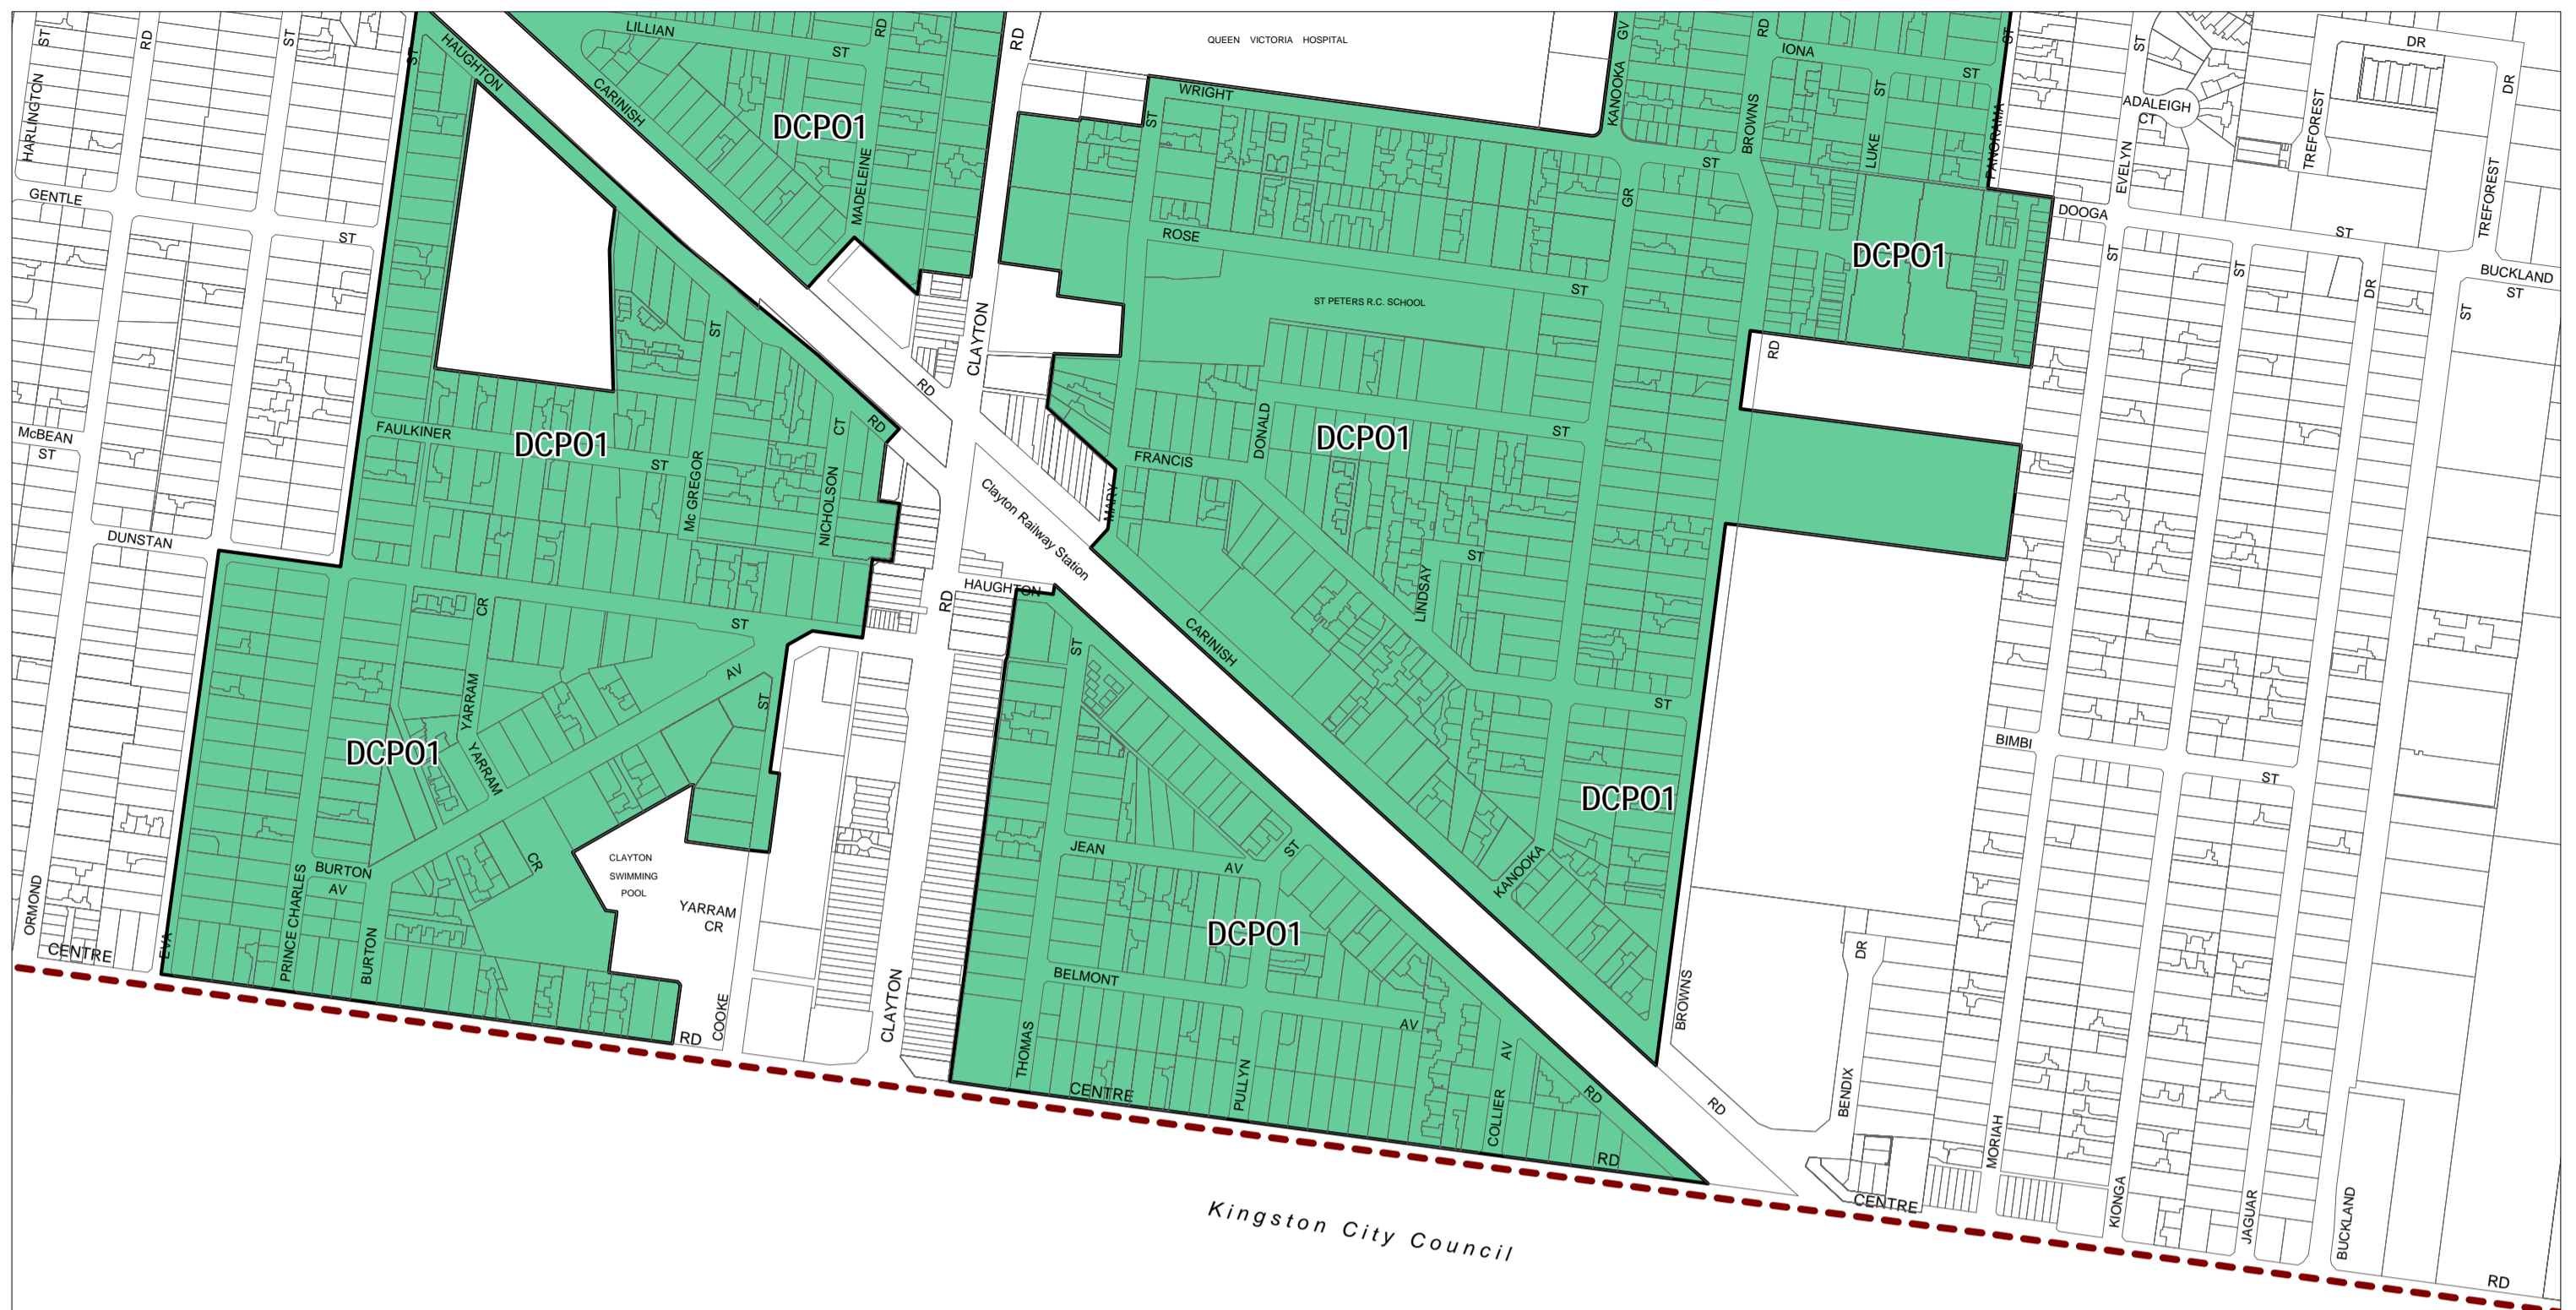 LILLIAN
ST
RD
RD
QUEEN VICTORIA HOSPITAL
GV
RD
IONA
ST
ST
ST
DR
DR
ST
RD
ST
ST
HAUGHTON
HARLINGTON
CARINISH
DCPO1
MADELEINE
WRIGHT
ST
KANOOKA
BROWNS
ST
LUKE
ST
PANORAMA
ADALEIGH
CT
EVELYN
TREFOREST
TREFOREST
GENTLE
ST
ROSE
ST
GR
DCPO1
DOOGA
ST
ST
ST
DR
BUCKLAND
ST
ST
ST PETERS R.C. SCHOOL
CLAYTON
RD
ST
RD
McBEAN
ST
FAULKINER
ST
DCPO1
Mc GREGOR
NICHOLSON
CT
RD
FRANCIS
DONALD
DCPO1
ST
MARY
Clayton Railway Station
DUNSTAN
ST
CR
HAUGHTON
RD
ST
LINDSAY
ST
CARINISH
ST
AV
ST
YARRAM
YARRAM
DCPO1
DCPO1
BIMBI
ST
BURTON
AV
CR
CLAYTON
SWIMMING
POOL
YARRAM
CR
JEAN
AV
ST
KANOOKA
DCPO1
ORMOND
CENTRE
EVA
PRINCE CHARLES
BURTON
RD
COOKE
CLAYTON
BELMONT
AV
THOMAS
CENTRE
PULLYN
AV
COLLIER
RD
RD
RD
BROWNS
DR
BENDIX
MORIAH
CENTRE
KIONGA
JAGUAR
BUCKLAND
RD
Kingston City Council